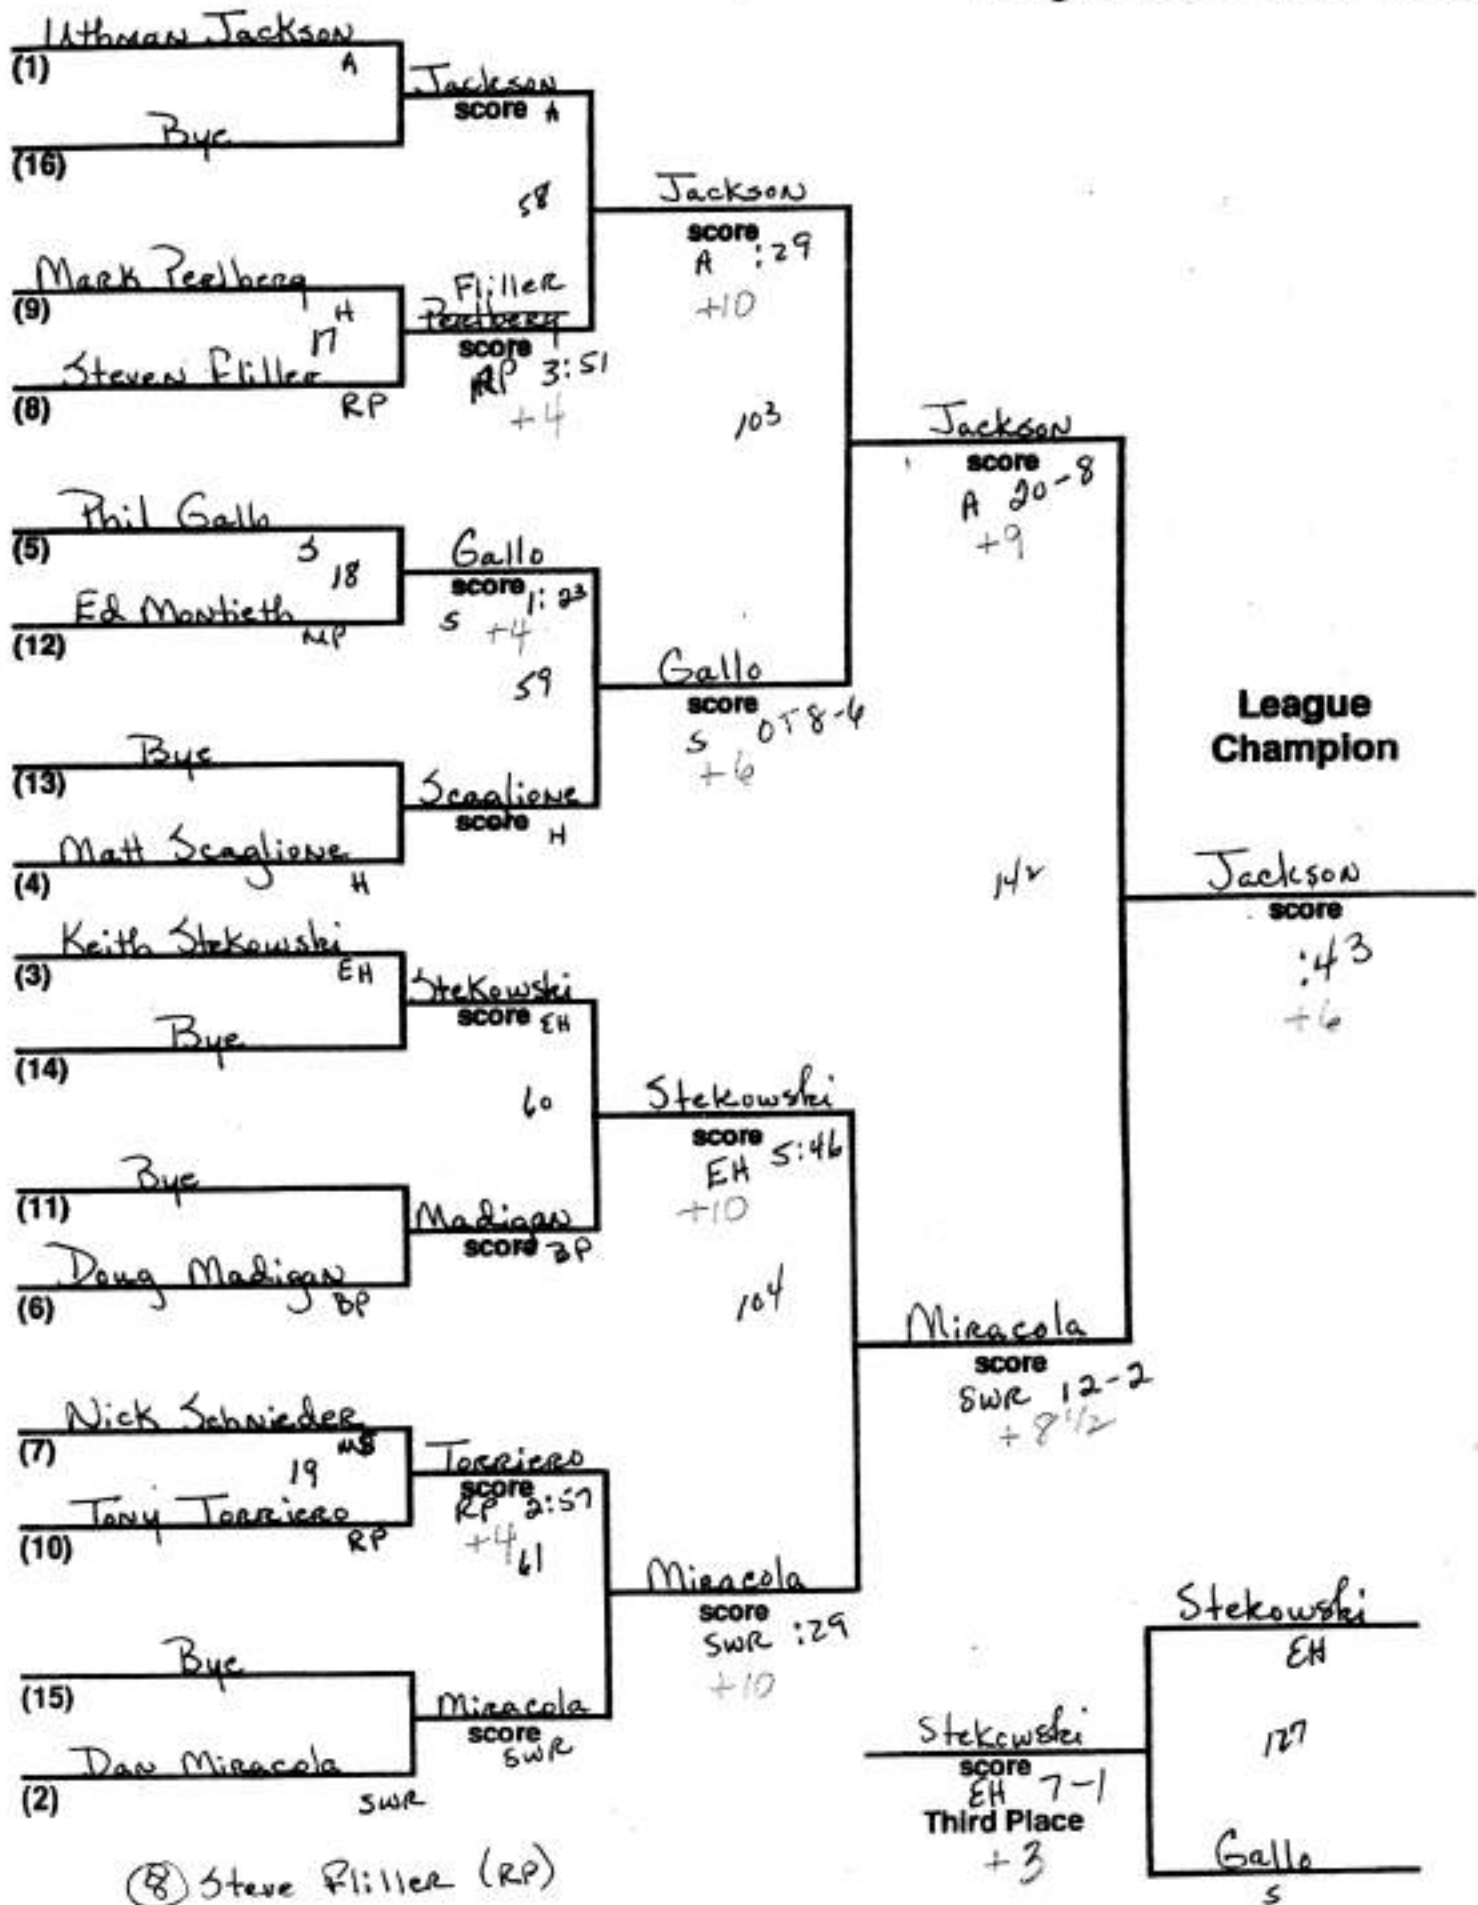 Uthman Jackson
(1)
A
Bye
(16)
Jackson
score A
58
Mark Perlberg
(9)
H
17
Steven Fliller
(8)
RP
Fliller
Perlberg
score
RP 3:51
+4
Jackson
score
A :29
+10
Phil Gallo
(5)
S
18
Ed Montieth
(12)
MP
Gallo
score 1:23
S +4
59
Bye
(13)
Matt Scaglione
(4)
H
Scaglione
score H
Gallo
score
S OT 8-6
+6
103
Jackson
score
A 20-8
+9
Keith Stekowski
(3)
EH
Bye
(14)
Stekowski
score EH
60
Bye
(11)
Doug Madigan
(6)
BP
Madigan
score BP
Stekowski
score
EH 5:46
+10
104
Nick Schnieder
(7)
MS
19
Tony Torriero
(10)
RP
Torriero
score
RP 2:57
+4
61
Bye
(15)
Dan Miracola
(2)
SWR
Miracola
score
SWR
Miracola
score
SWR :29
+10
Miracola
score
SWR 12-2
+8 1/2
142
League
Champion
Jackson
score
:43
+6
Stekowski
EH
127
Gallo
S
Stekowski
score
EH 7-1
Third Place
+3
(8) Steve Fliller (RP)